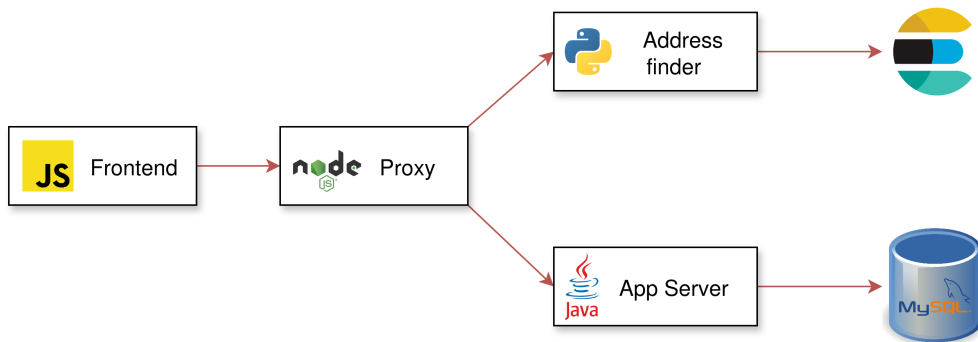 JS
Frontend
node
JS
Proxy
Address
finder
Java
App Server
MySQL